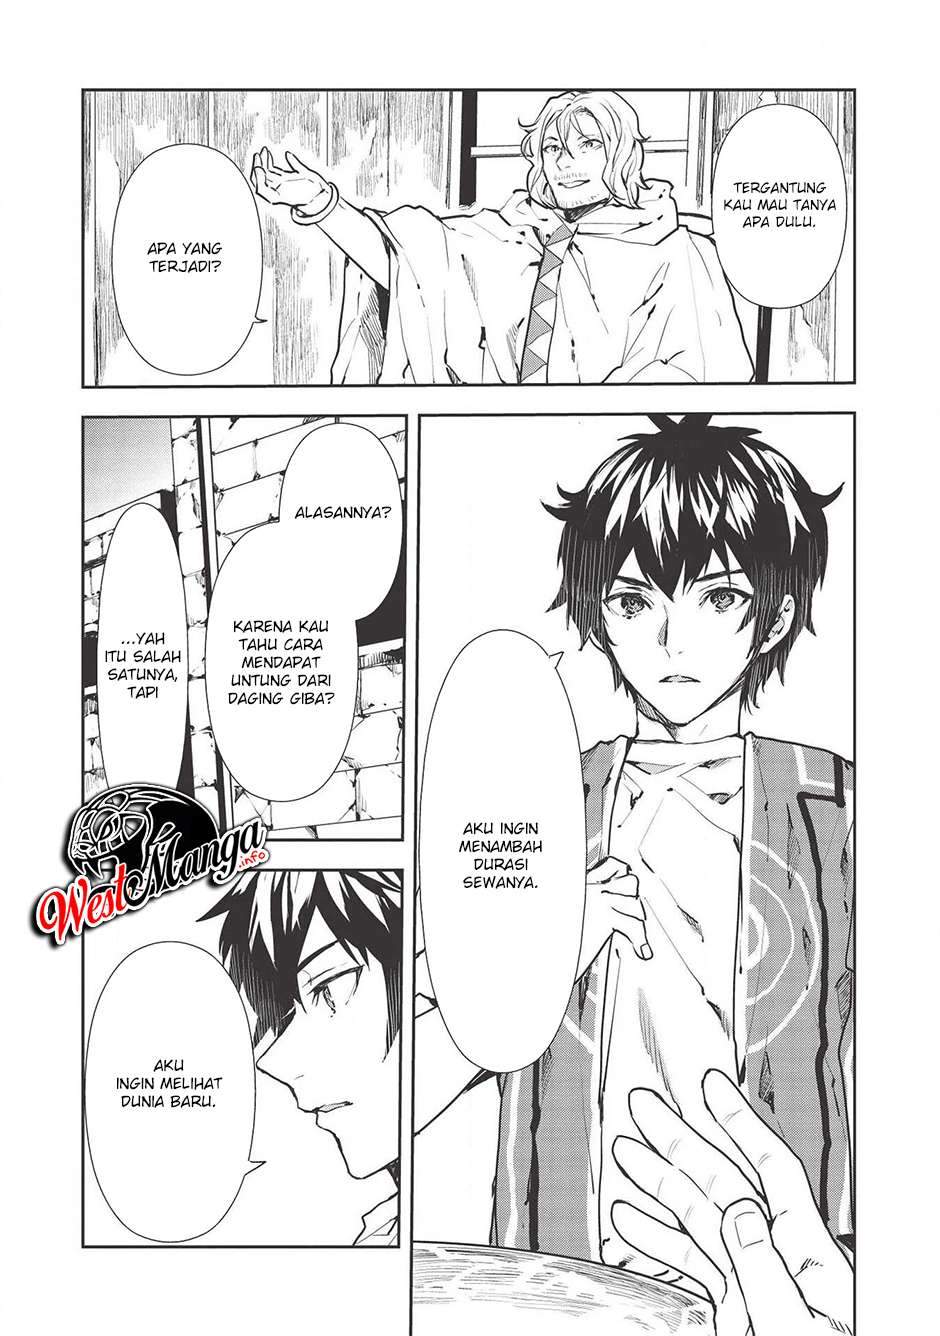 TERGANTUNG
KAU MAU TANYA
APA DULU.
APA YANG
TERJADI?
AKU INGIN
MENAMBAH
DURASI
SEWANYA.
ALASANNYA?
KARENA KAU
TAHU CARA
MENDAPAT
UNTUNG DARI
DAGING GIBA?
...YAH
ITU SALAH
SATUNYA,
TAPI
WestManga
.info
AKU
INGIN MELIHAT
DUNIA BARU.